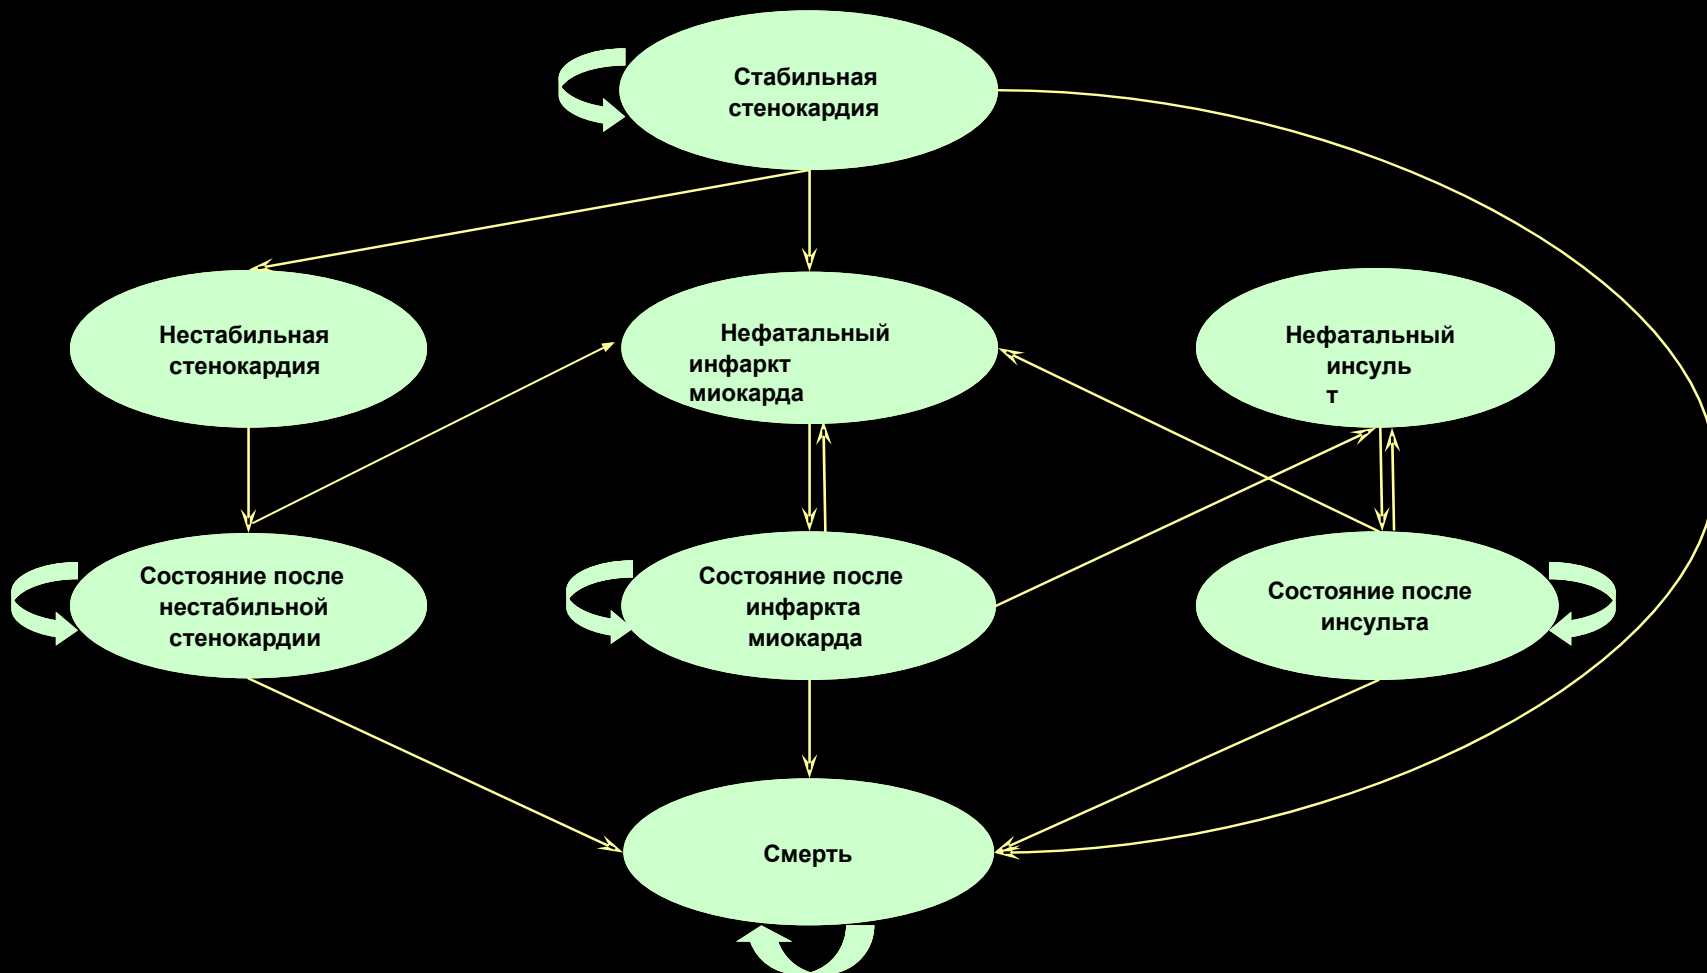 Стабильная
стенокардия
Нестабильная
стенокардия
Нефатальный
инфаркт
миокарда
Нефатальный
инсуль
т
Состояние после
нестабильной
стенокардии
Состояние после
инфаркта
миокарда
Состояние после
инсульта
Смерть